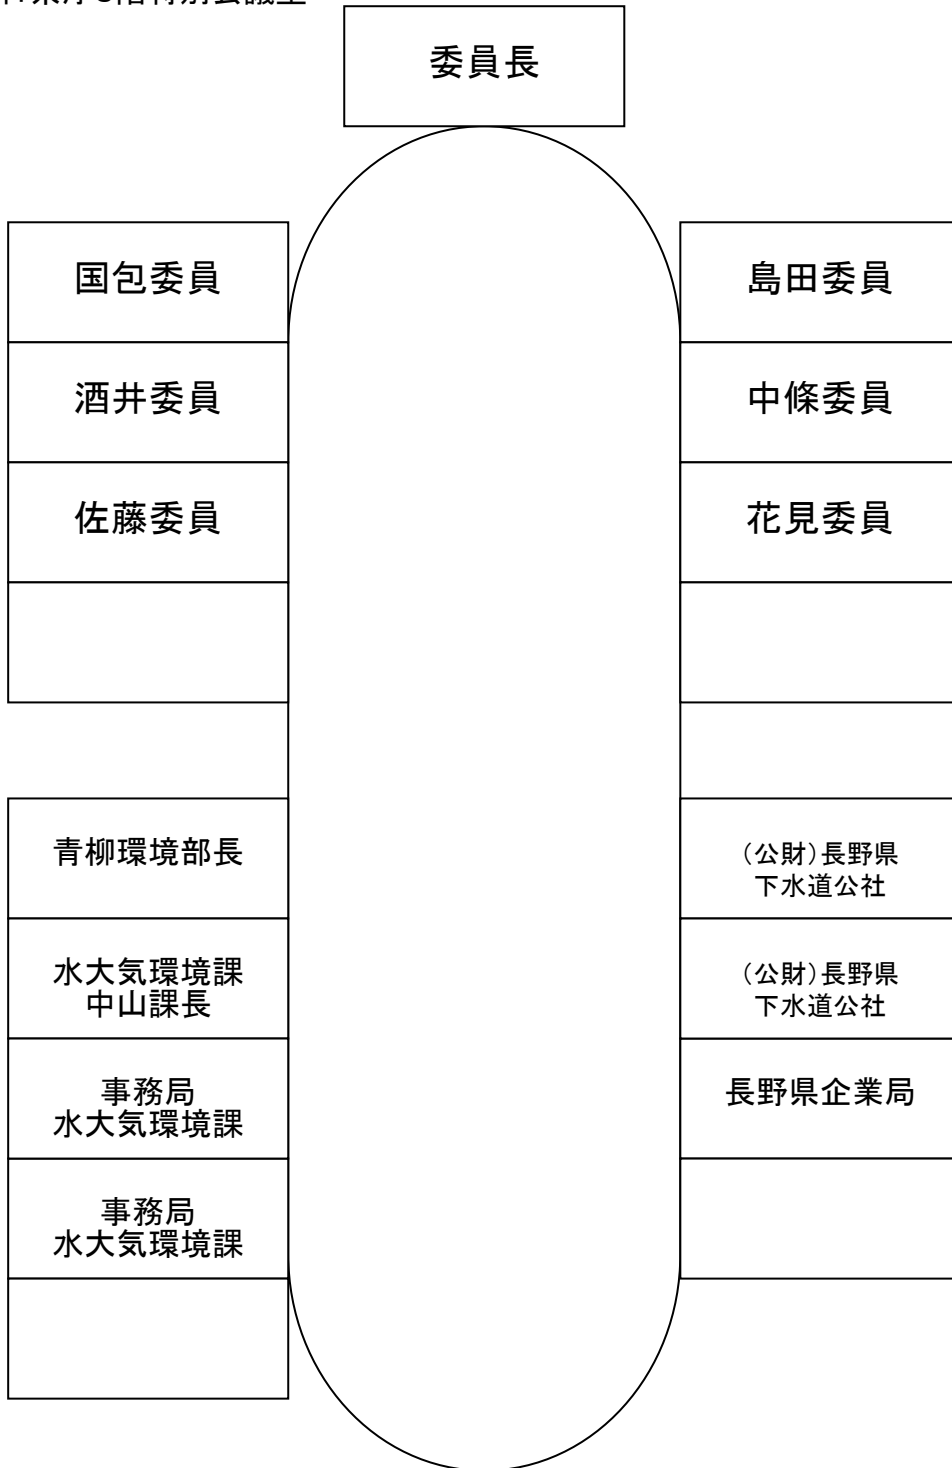 委員長
国包委員
島田委員
酒井委員
中條委員
佐藤委員
花見委員
青柳環境部長
(公財)長野県
下水道公社
水大気環境課
中山課長
(公財)長野県
下水道公社
事務局
水大気環境課
長野県企業局
事務局
水大気環境課